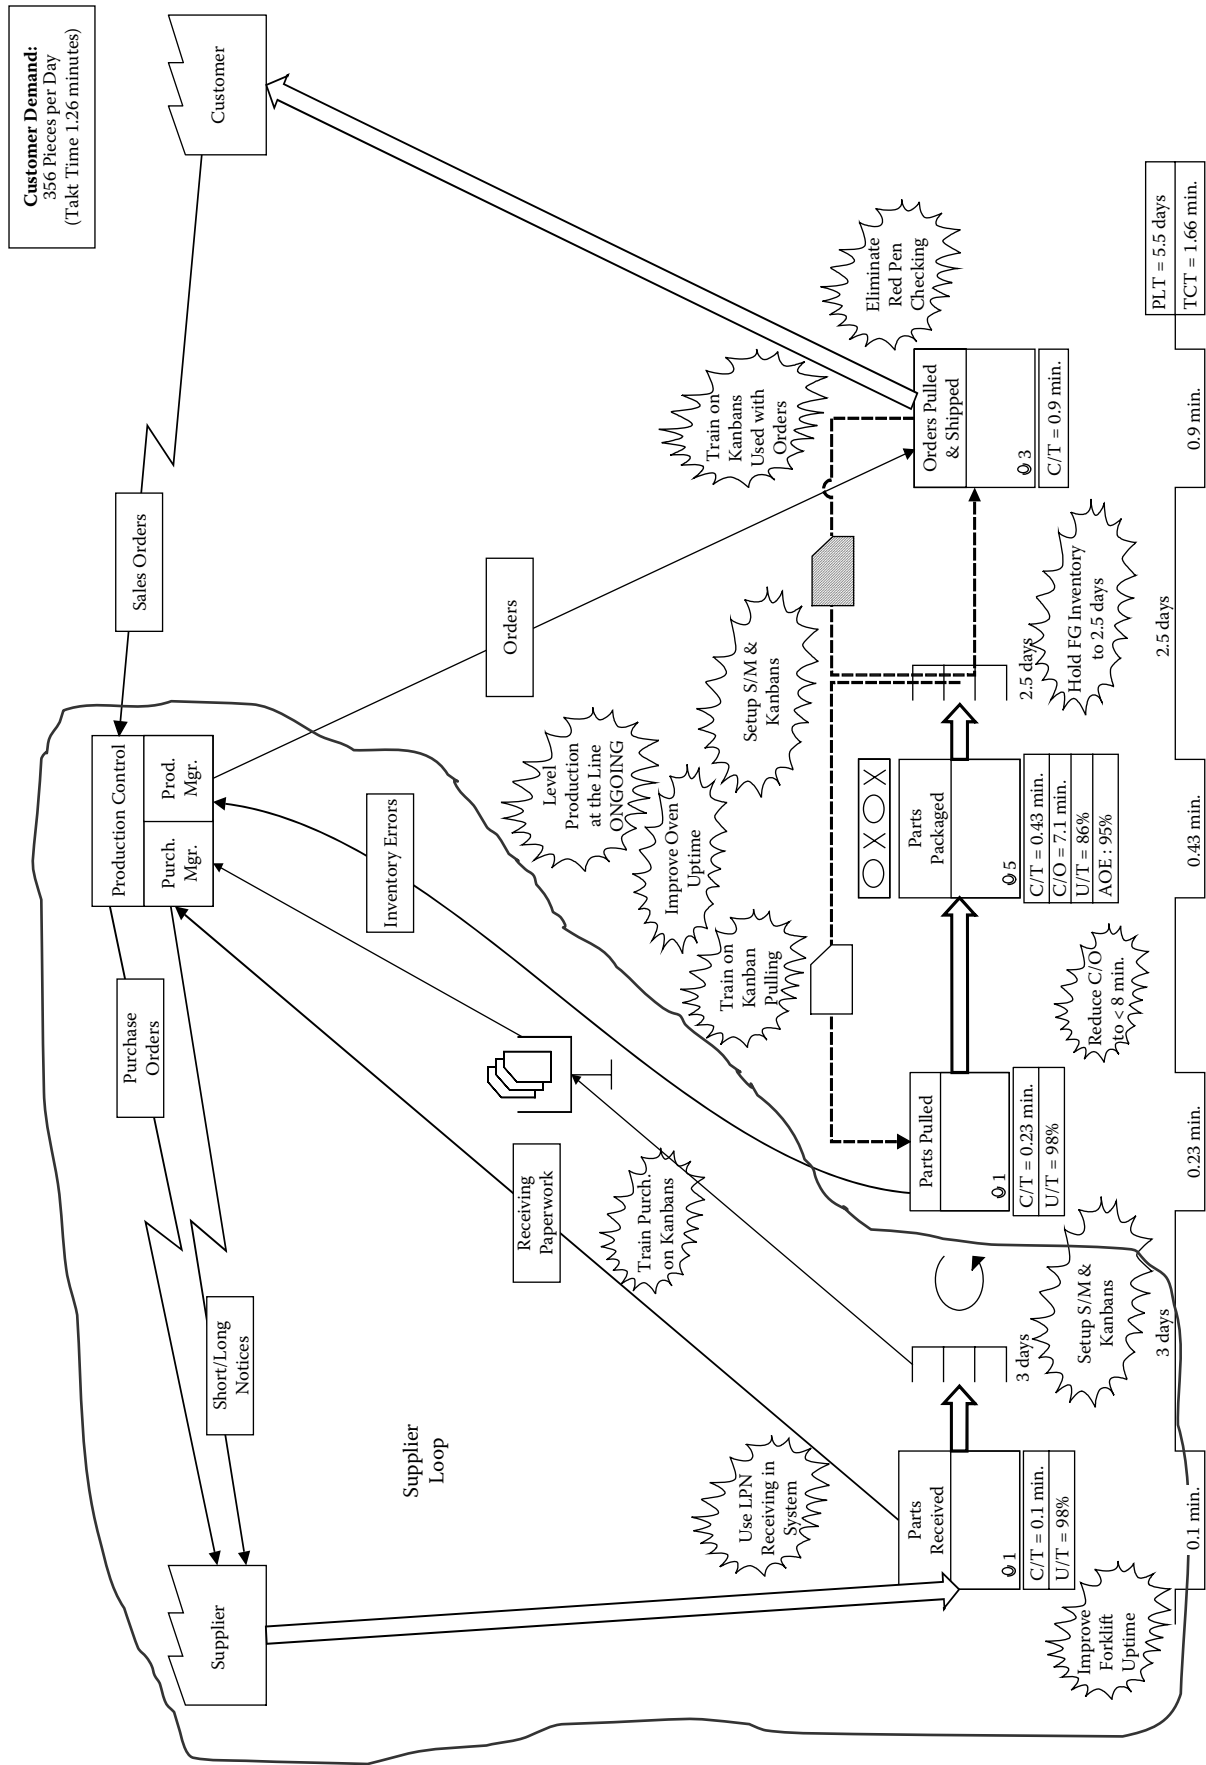 Customer Demand:
356 Pieces per Day
(Takt Time 1.26 minutes)
Supplier
Purchase
Orders
Short/Long
Notices
Production Control
Purch.
Mgr.
Prod.
Mgr.
Sales Orders
Customer
Supplier
Loop
Receiving
Paperwork
Inventory Errors
Orders
Use LPN
Receiving in
System
Train Purch.
on Kanbans
Train on
Kanban
Pulling
Improve Oven
Uptime
Level
Production
at the Line
ONGOING
Setup S/M &
Kanbans
Train on
Kanbans
Used with
Orders
Eliminate
Red Pen
Checking
Parts
Received
1
C/T = 0.1 min.
U/T = 98%
Improve
Forklift
Uptime
3 days
Setup S/M &
Kanbans
Parts Pulled
1
C/T = 0.23 min.
U/T = 98%
Reduce C/O
to < 8 min.
OXOX
Parts
Packaged
5
C/T = 0.43 min.
C/O = 7.1 min.
U/T = 86%
AOE : 95%
2.5 days
Hold FG Inventory
to 2.5 days
Orders Pulled
& Shipped
3
C/T = 0.9 min.
0.1 min.
3 days
0.23 min.
0.43 min.
2.5 days
0.9 min.
PLT = 5.5 days
TCT = 1.66 min.